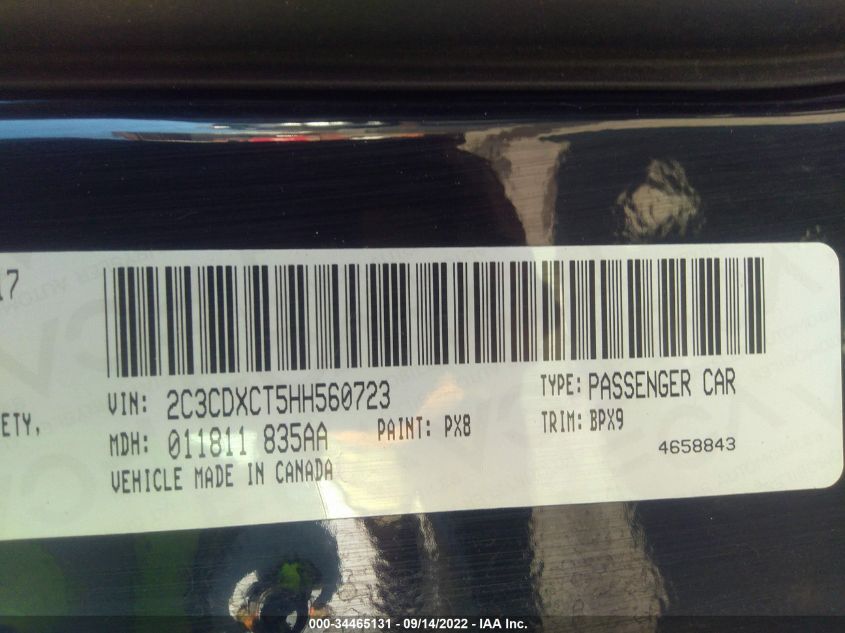 17
ETY,
VIN: 2C3CDXCT5HH560723
TYPE: PASSENGER CAR
MDH: 011811 835AA
PAINT: PX8
TRIM: BPX9
VEHICLE MADE IN CANADA
4658843
000-34465131 - 09/14/2022 - IAA Inc.